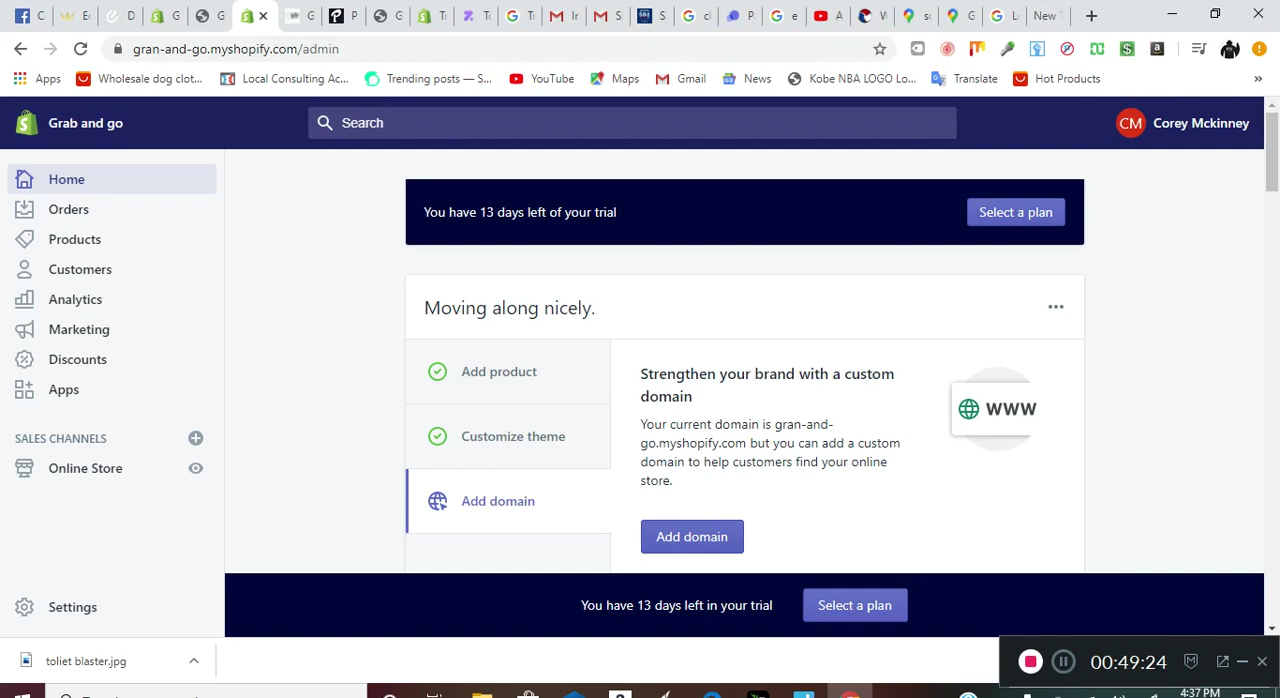 gran-and-go.myshopify.com/admin
Apps
Wholesale dog clot...
Local Consulting Ac...
Trending posts — S...
YouTube
Maps
Gmail
News
Kobe NBA LOGO Lo...
Translate
Hot Products
»
Grab and go
Search
CM
Corey Mckinney
Home
Orders
Products
Customers
Analytics
Marketing
Discounts
Apps
SALES CHANNELS
Online Store
Settings
You have 13 days left of your trial
Select a plan
Moving along nicely.
Add product
Customize theme
Add domain
Strengthen your brand with a custom
domain
Your current domain is gran-and-
go.myshopify.com but you can add a custom
domain to help customers find your online
store.
WWW
Add domain
You have 13 days left in your trial
Select a plan
toliet blaster.jpg
00:49:24
4:37 PM